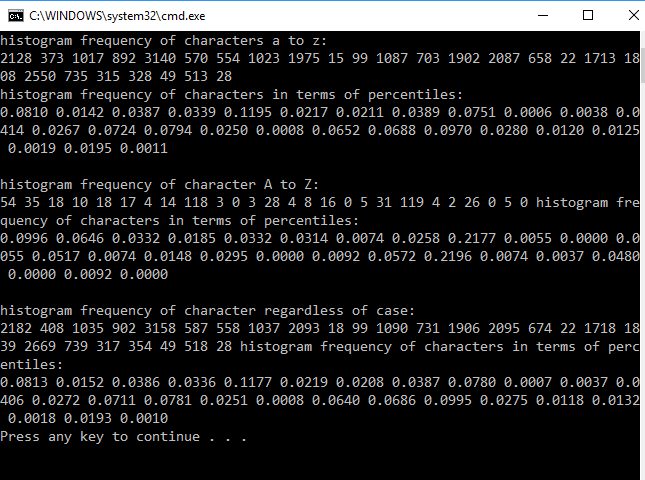 C:\WINDOWS\system32\cmd.exe
histogram frequency of characters a to z:
2128 373 1017 892 3140 570 554 1023 1975 15 99 1087 703 1902 2087 658 22 1713 18
08 2550 735 315 328 49 513 28
histogram frequency of characters in terms of percentiles:
0.0810 0.0142 0.0387 0.0339 0.1195 0.0217 0.0211 0.0389 0.0751 0.0006 0.0038 0.0
414 0.0267 0.0724 0.0794 0.0250 0.0008 0.0652 0.0688 0.0970 0.0280 0.0120 0.0125
0.0019 0.0195 0.0011
histogram frequency of character A to Z:
54 35 18 10 18 17 4 14 118 3 0 3 28 4 8 16 0 5 31 119 4 2 26 0 5 0 histogram fre
quency of characters in terms of percentiles:
0.0996 0.0646 0.0332 0.0185 0.0332 0.0314 0.0074 0.0258 0.2177 0.0055 0.0000 0.0
055 0.0517 0.0074 0.0148 0.0295 0.0000 0.0092 0.0572 0.2196 0.0074 0.0037 0.0480
0.0000 0.0092 0.0000
histogram frequency of character regardless of case:
2182 408 1035 902 3158 587 558 1037 2093 18 99 1090 731 1906 2095 674 22 1718 18
39 2669 739 317 354 49 518 28 histogram frequency of characters in terms of perc
entiles:
0.0813 0.0152 0.0386 0.0336 0.1177 0.0219 0.0208 0.0387 0.0780 0.0007 0.0037 0.0
406 0.0272 0.0711 0.0781 0.0251 0.0008 0.0640 0.0686 0.0995 0.0275 0.0118 0.0132
0.0018 0.0193 0.0010
Press any key to continue . . .